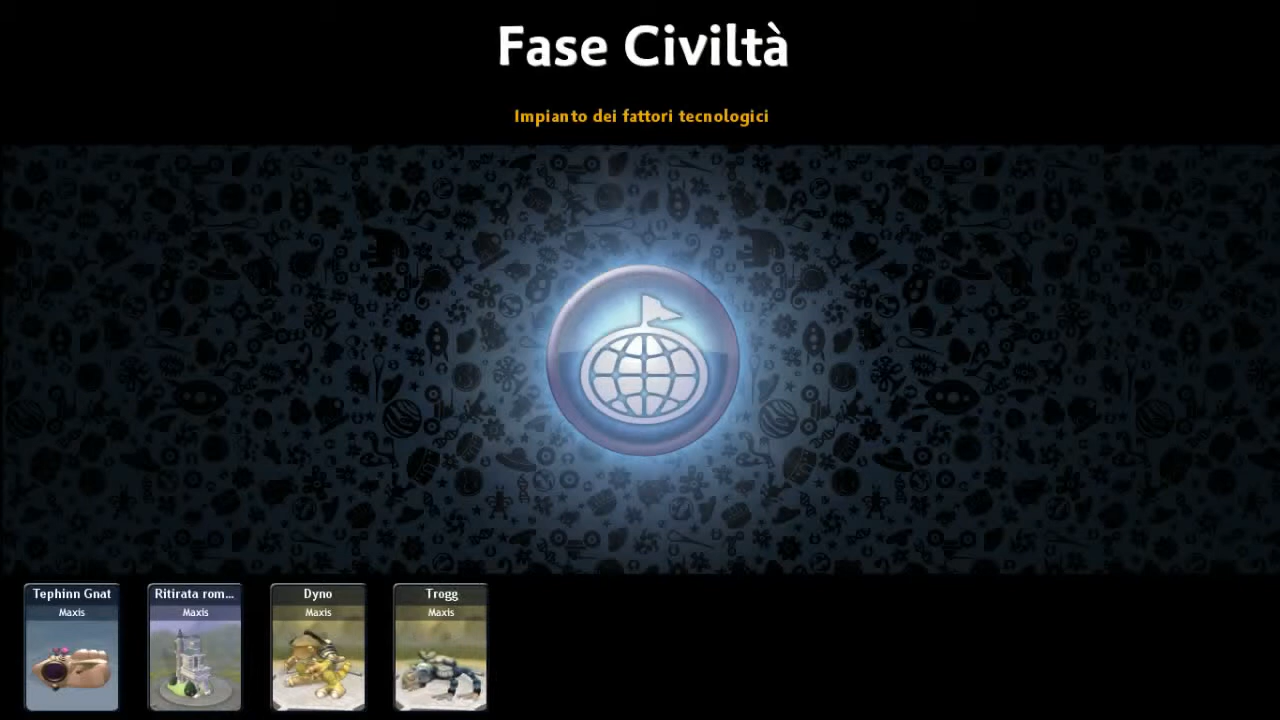 Fase Civiltà
Impianto dei fattori tecnologici
Tephinn Gnat
Maxis
Ritirata rom...
Maxis
Dyno
Maxis
Trogg
Maxis